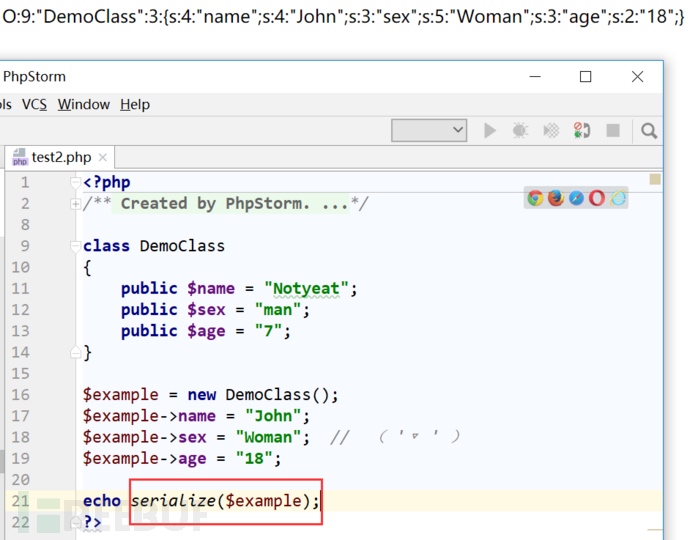 O:9:"DemoClass":3:{s:4:"name";s:4:"John";s:3:"sex";s:5:"Woman";s:3:"age";s:2:"18";}
PhpStorm
ols VCS Window Help
test2.php
1 <?php
2 /** Created by PhpStorm. ...*/
8
9 class DemoClass
10 {
11 public $name = "Notyeat";
12 public $sex = "man";
13 public $age = "7";
14 }
15
16 $example = new DemoClass();
17 $example->name = "John";
18 $example->sex = "Woman"; // ( ' ▿ ' )
19 $example->age = "18";
20
21 echo serialize($example);
22 ?>
FREEBUF